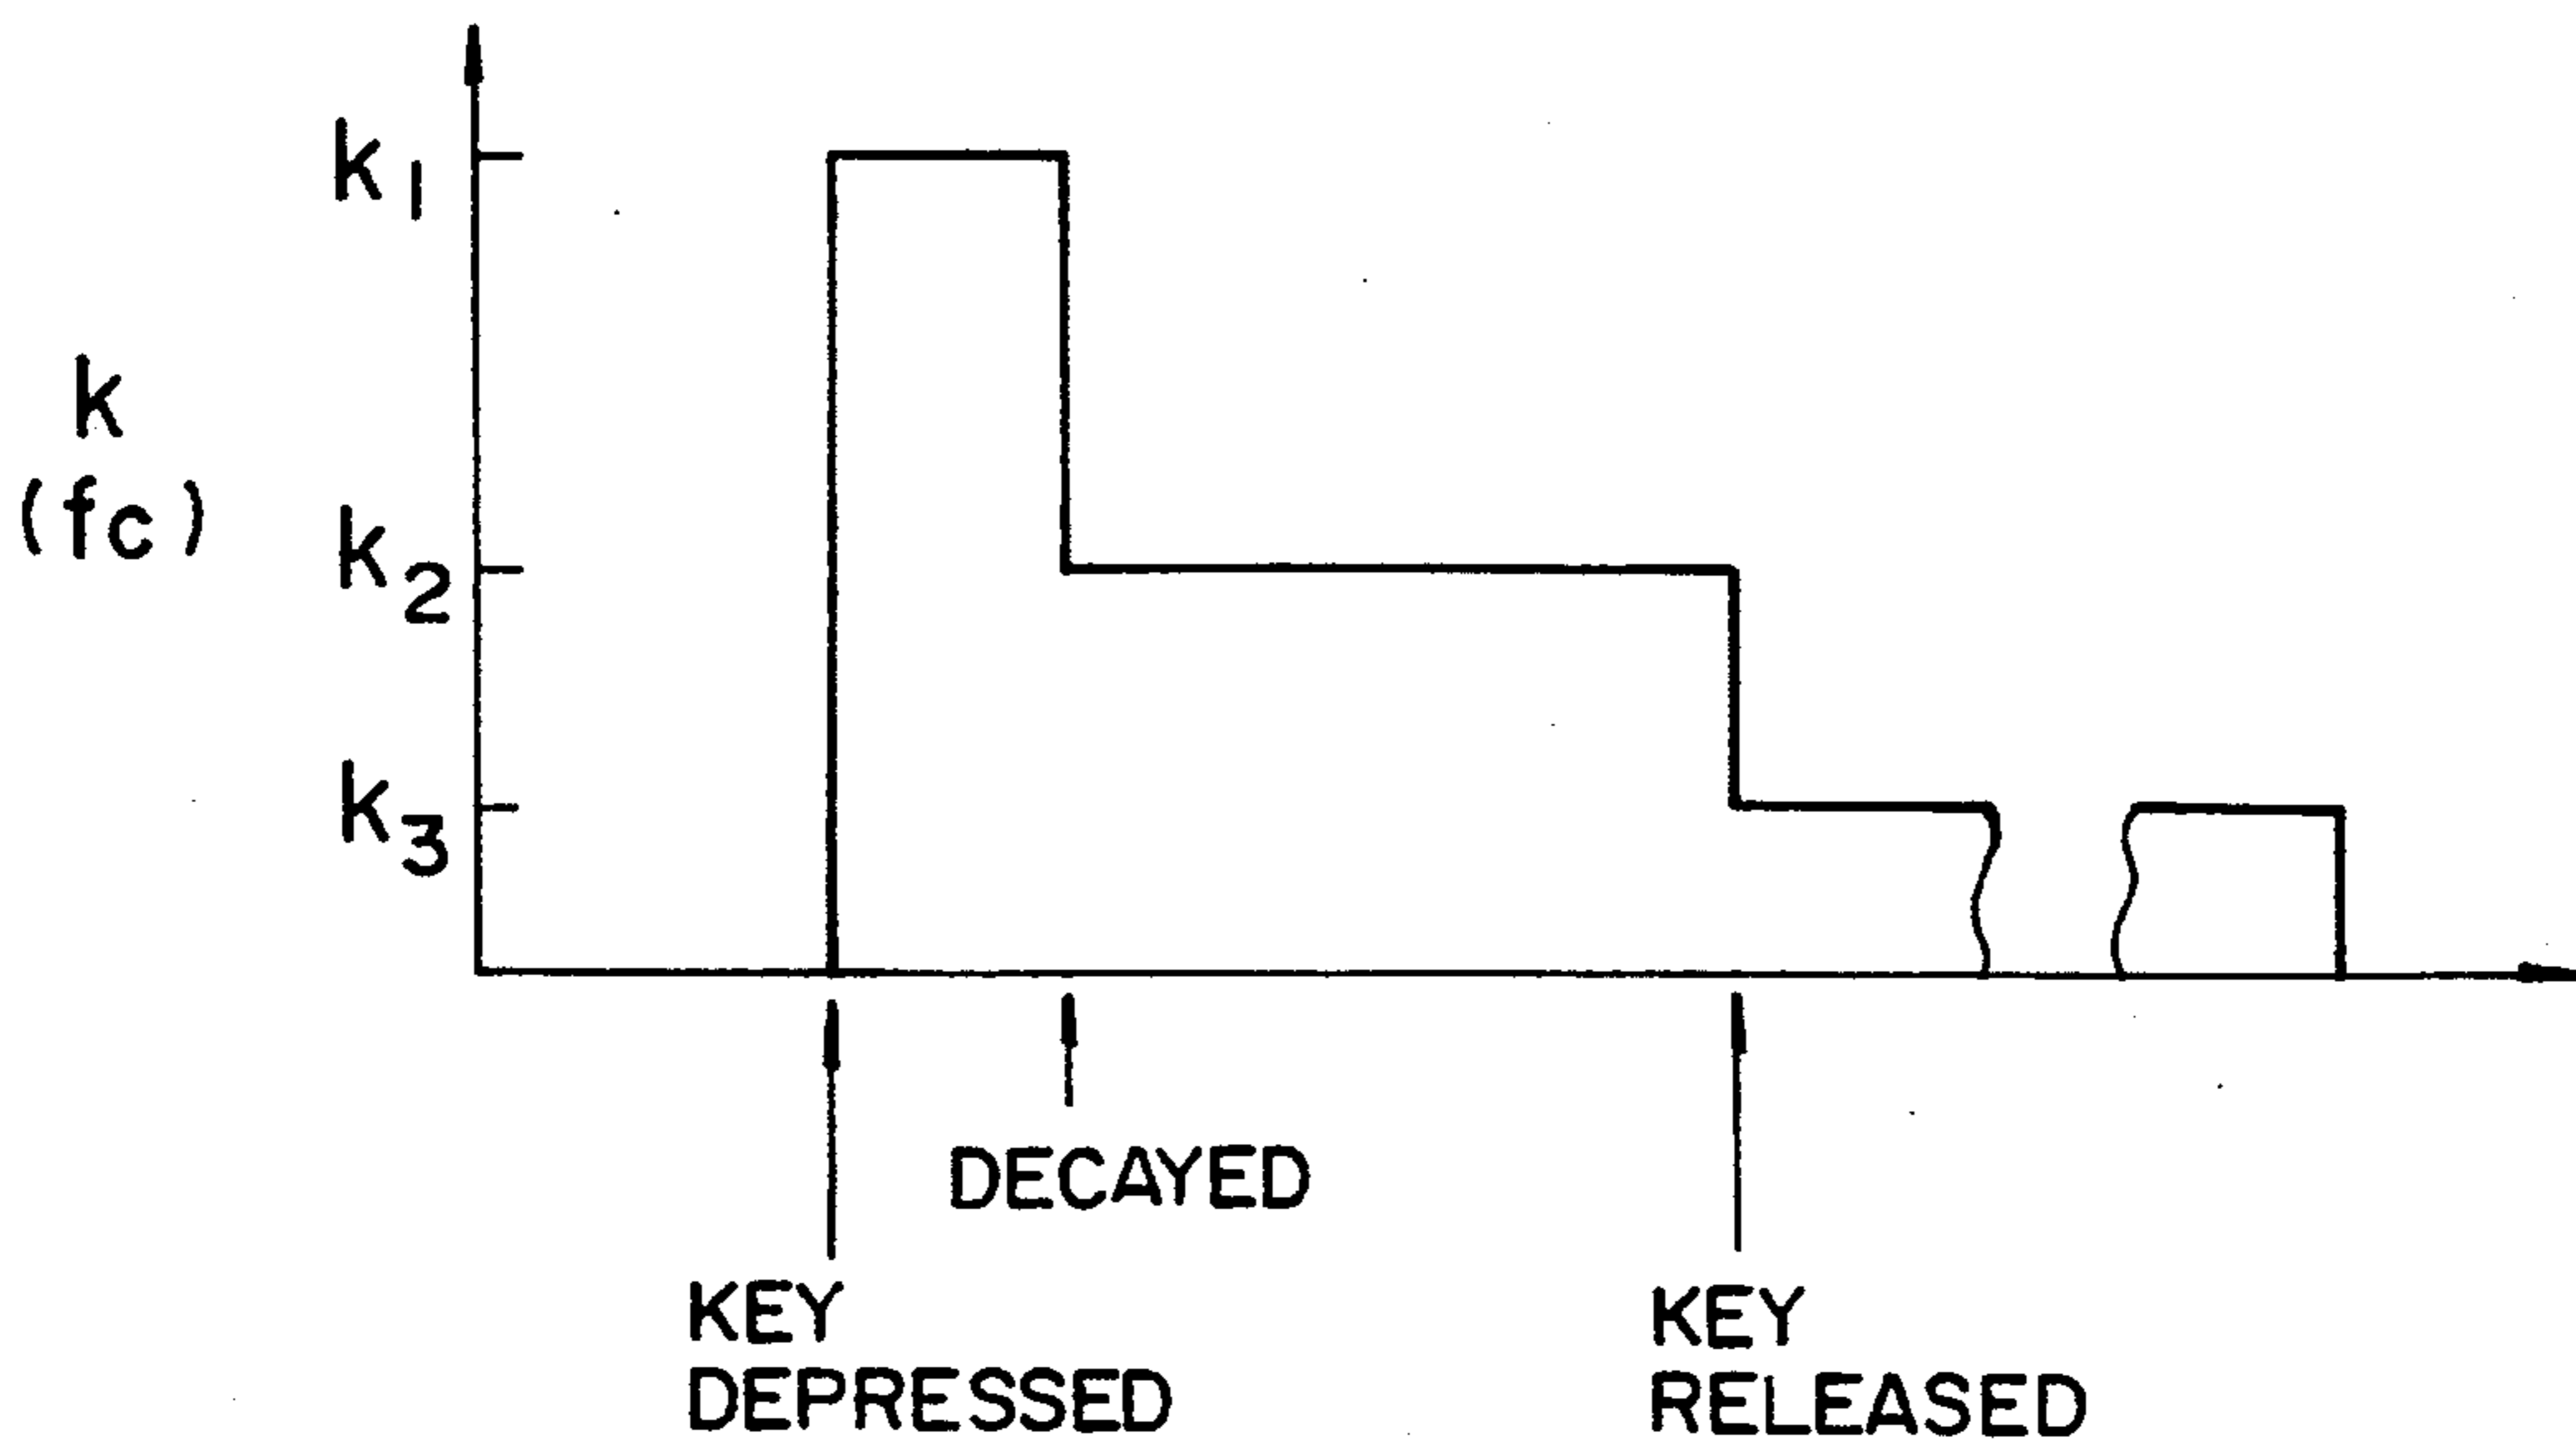 k₁
k
(fc)
k₂
k₃
DECAYED
KEY
DEPRESSED
KEY
RELEASED